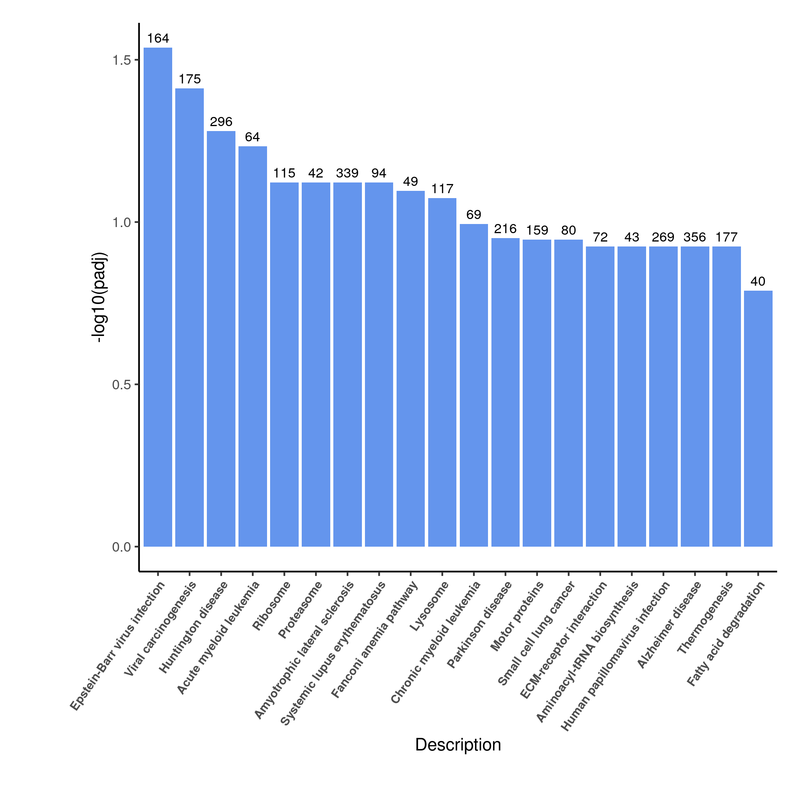 164
175
296
64
115
42
339
94
49
117
69
216
159
80
72
43
269
356
177
40
1.5
1.0
0.5
0.0
-log10(padj)
Epstein-Barr virus infection
Viral carcinogenesis
Huntington disease
Acute myeloid leukemia
Ribosome
Proteasome
Amyotrophic lateral sclerosis
Systemic lupus erythematosus
Fanconi anemia pathway
Lysosome
Chronic myeloid leukemia
Parkinson disease
Motor proteins
Small cell lung cancer
ECM-receptor interaction
Aminoacyl-tRNA biosynthesis
Human papillomavirus infection
Alzheimer disease
Thermogenesis
Fatty acid degradation
Description